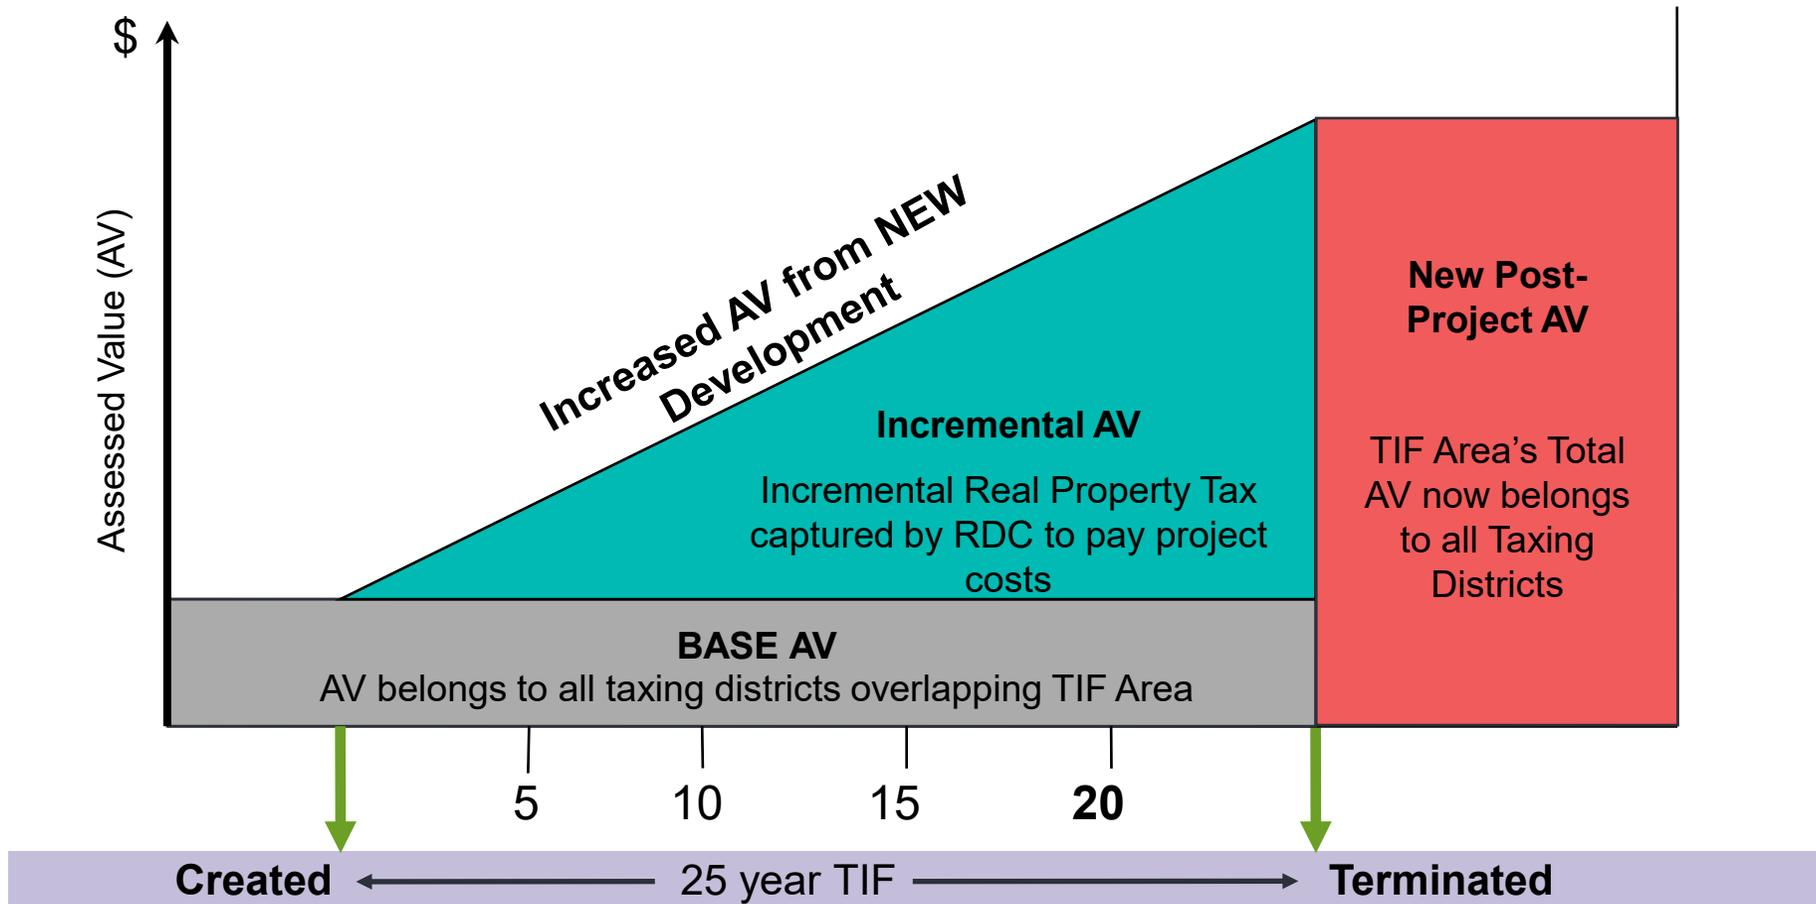 $
Assessed Value (AV)
Increased AV from NEW
Development
Incremental AV
Incremental Real Property Tax
captured by RDC to pay project
costs
New Post-
Project AV
TIF Area’s Total
AV now belongs
to all Taxing
Districts
BASE AV
AV belongs to all taxing districts overlapping TIF Area
5 10 15 20
Created 25 year TIF Terminated